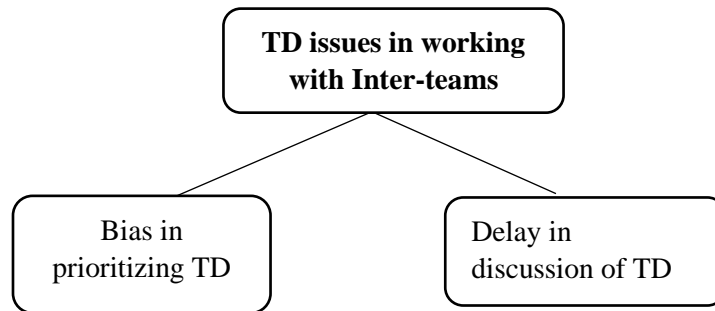 TD issues in working
with Inter-teams
Bias in
prioritizing TD
Delay in
discussion of TD